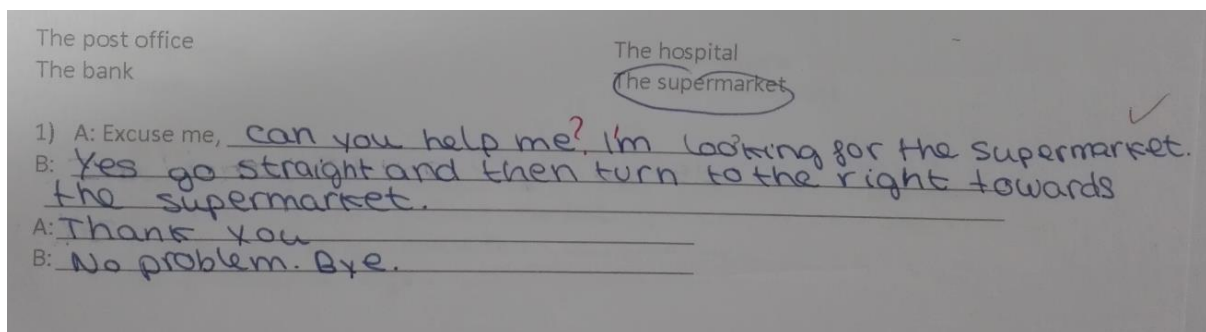 The post office
The bank
The hospital
The supermarket
1) A: Excuse me, can you help me? I'm looking for the supermarket.
B: Yes go straight and then turn to the right towards
the supermarket.
A: Thank you
B: No problem. Bye.